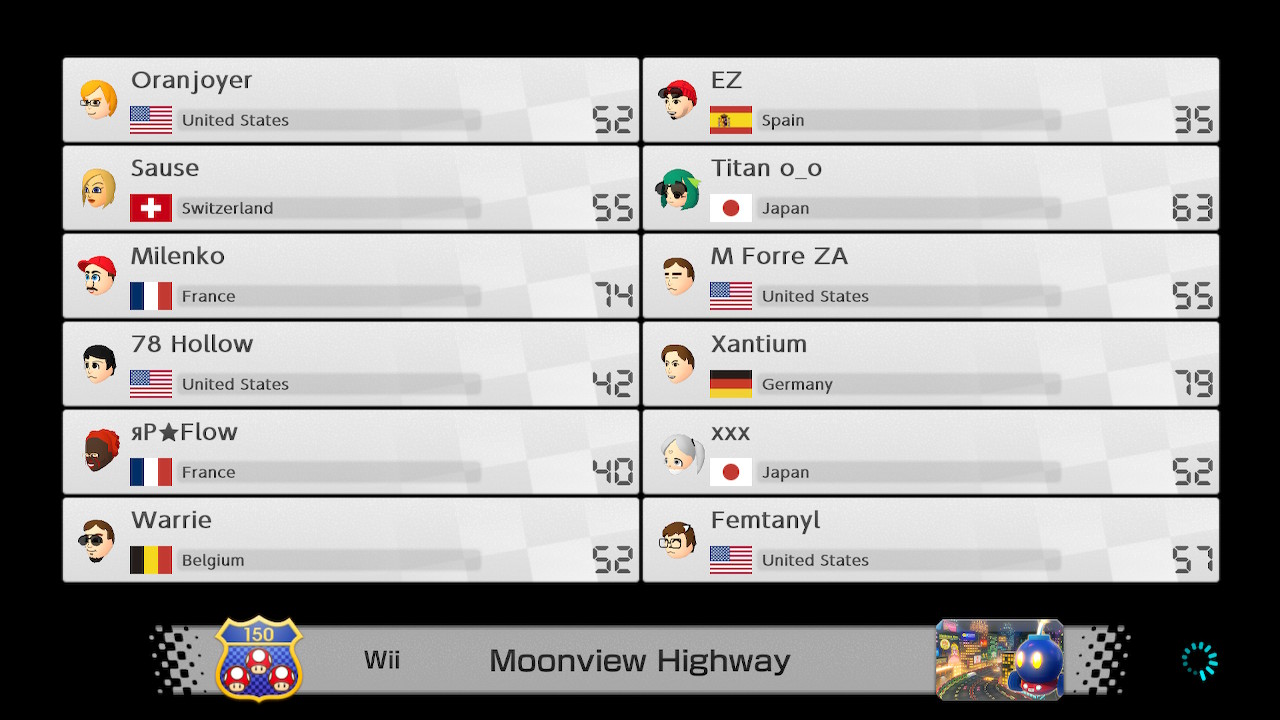 Oranjoyer
United States
52
EZ
Spain
35
Sause
Switzerland
55
Titan o_o
Japan
63
Milenko
France
74
M Forre ZA
United States
55
78 Hollow
United States
42
Xantium
Germany
79
яP★Flow
France
40
xxx
Japan
52
Warrie
Belgium
52
Femtanyl
United States
57
150
Wii
Moonview Highway